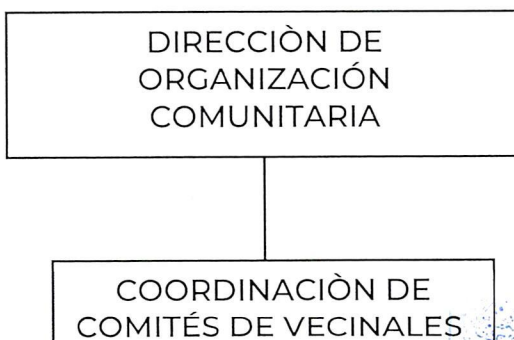 DIRECCIÒN DE
ORGANIZACIÓN
COMUNITARIA
COORDINACIÒN DE
COMITÉS DE VECINALES